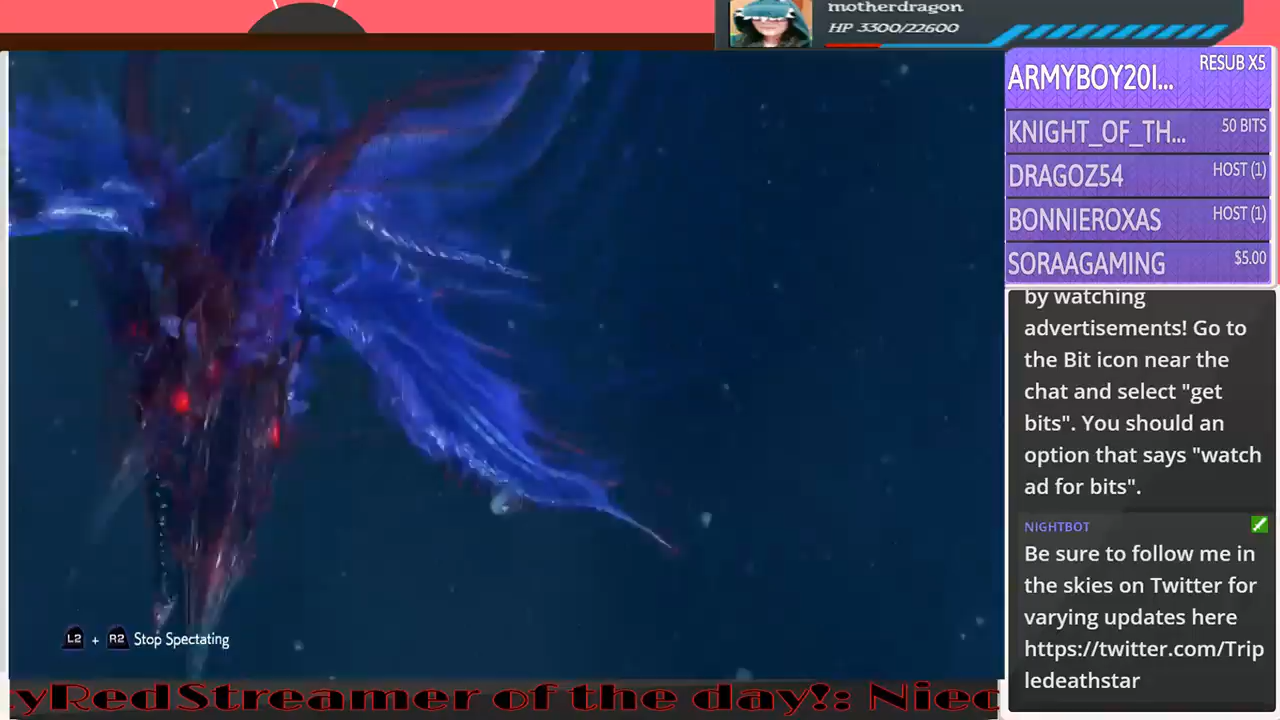 motherdragon
HP 3300/22600
ARMYBOY20I... RESUB X5
KNIGHT_OF_TH... 50 BITS
DRAGOZ54 HOST (1)
BONNIEROXAS HOST (1)
SORAAGAMING $5.00
by watching
advertisements! Go to
the Bit icon near the
chat and select "get
bits". You should an
option that says "watch
ad for bits".
NIGHTBOT
Be sure to follow me in
the skies on Twitter for
varying updates here
https://twitter.com/Trip
ledeathstar
L2 + R2 Stop Spectating
yRedStreamer of the day!: Nied